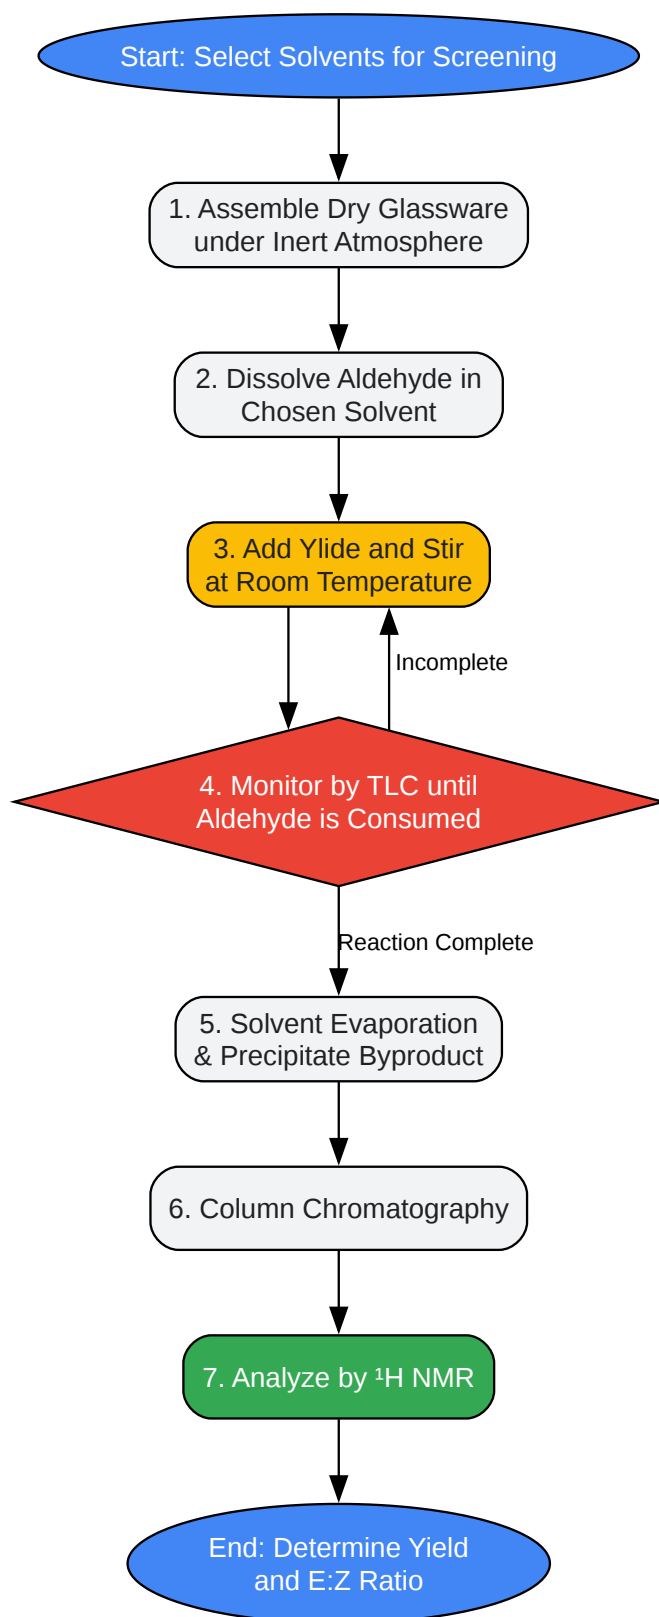 Start: Select Solvents for Screening
1. Assemble Dry Glassware
under Inert Atmosphere
2. Dissolve Aldehyde in
Chosen Solvent
3. Add Ylide and Stir
at Room Temperature
Incomplete
4. Monitor by TLC until
Aldehyde is Consumed
Reaction Complete
5. Solvent Evaporation
& Precipitate Byproduct
6. Column Chromatography
7. Analyze by ¹H NMR
End: Determine Yield
and E:Z Ratio